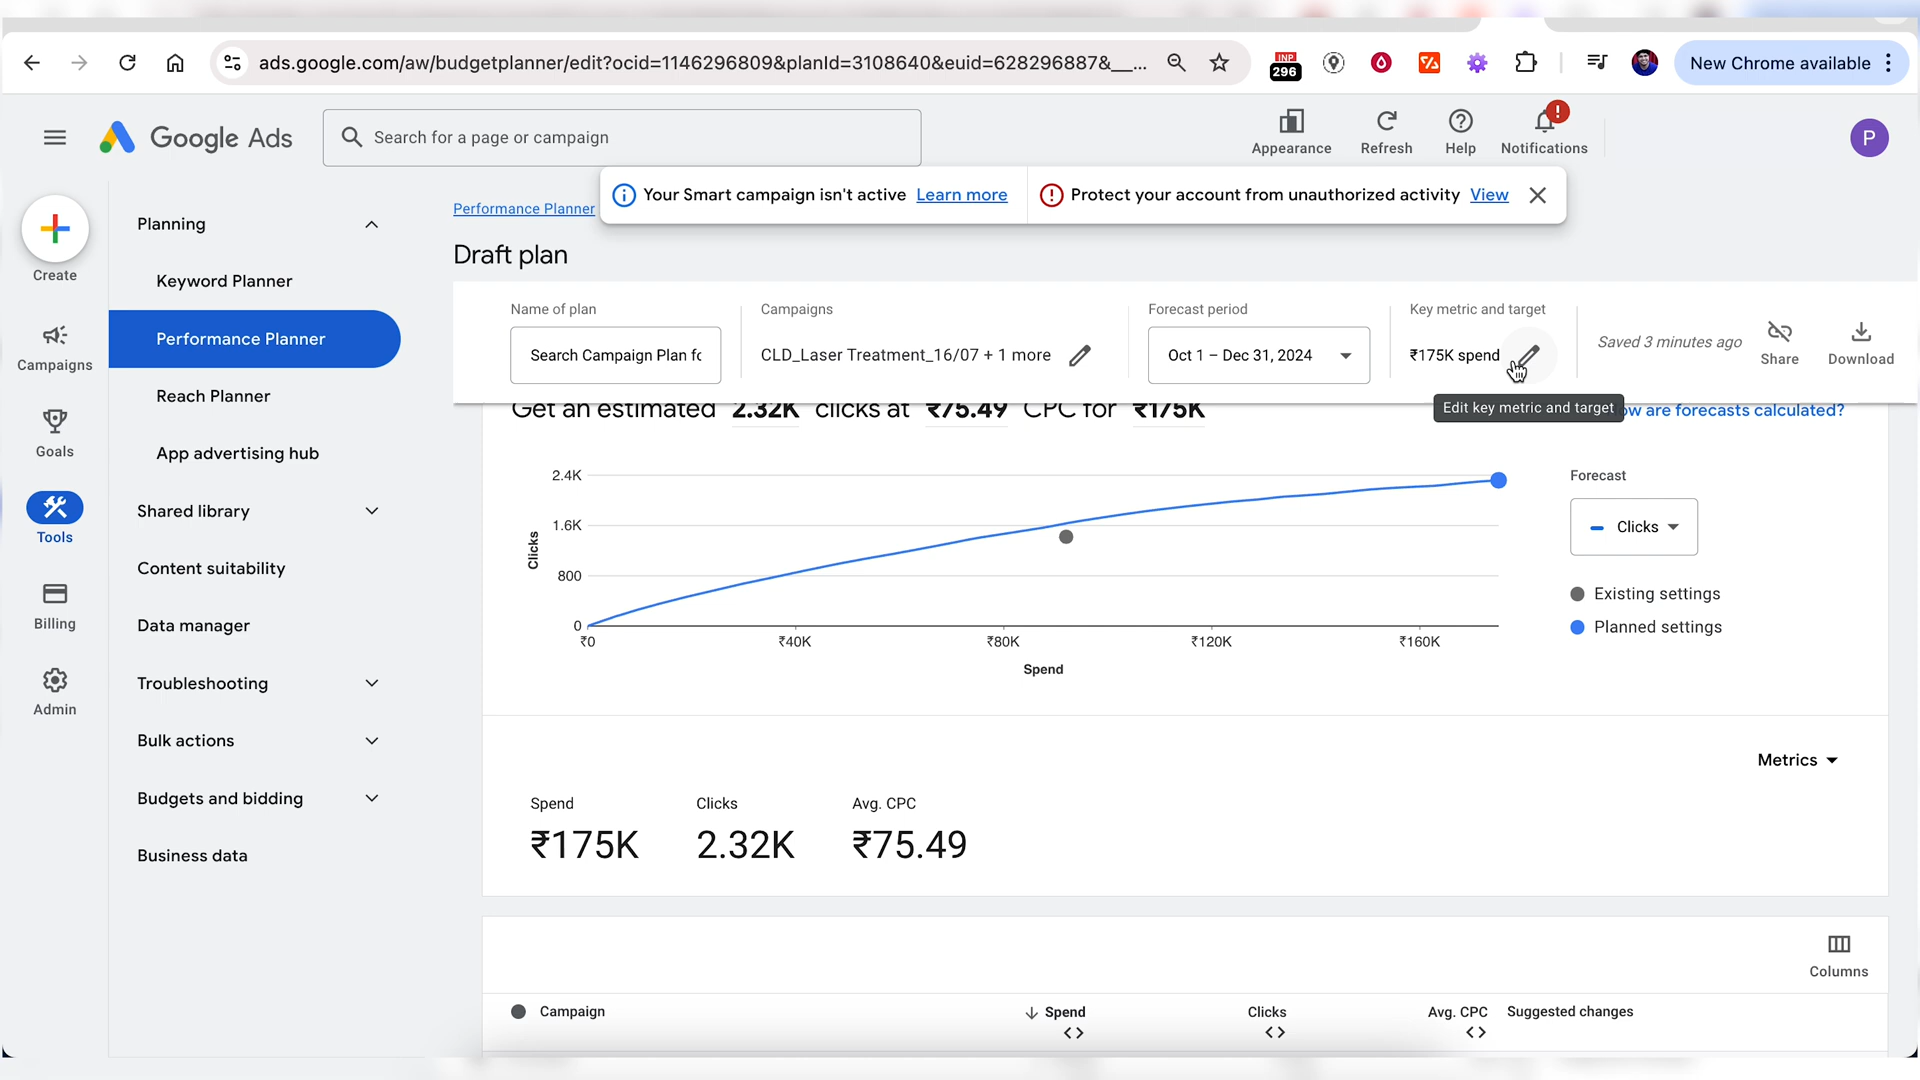 ads.google.com/aw/budgetplanner/edit?ocid=1146296809&planId=3108640&euid=628296887&__...
INP
296
New Chrome available
Google Ads
Search for a page or campaign
Appearance
Refresh
Help
Notifications
P
Your Smart campaign isn't active Learn more
Protect your account from unauthorized activity View
Create
Campaigns
Goals
Tools
Billing
Admin
Planning
Keyword Planner
Performance Planner
Reach Planner
App advertising hub
Shared library
Content suitability
Data manager
Troubleshooting
Bulk actions
Budgets and bidding
Business data
Performance Planner
Draft plan
Name of plan
Search Campaign Plan fo
Campaigns
CLD_Laser Treatment_16/07 + 1 more
Forecast period
Oct 1 – Dec 31, 2024
Key metric and target
₹175K spend
Saved 3 minutes ago
Share
Download
Edit key metric and target
Get an estimated 2.32K clicks at ₹75.49 CPC for ₹175K
ow are forecasts calculated?
2.4K
1.6K
800
0
Clicks
₹0
₹40K
₹80K
₹120K
₹160K
Spend
Forecast
Clicks
Existing settings
Planned settings
Metrics
Spend
₹175K
Clicks
2.32K
Avg. CPC
₹75.49
Columns
Campaign
Spend
Clicks
Avg. CPC
Suggested changes